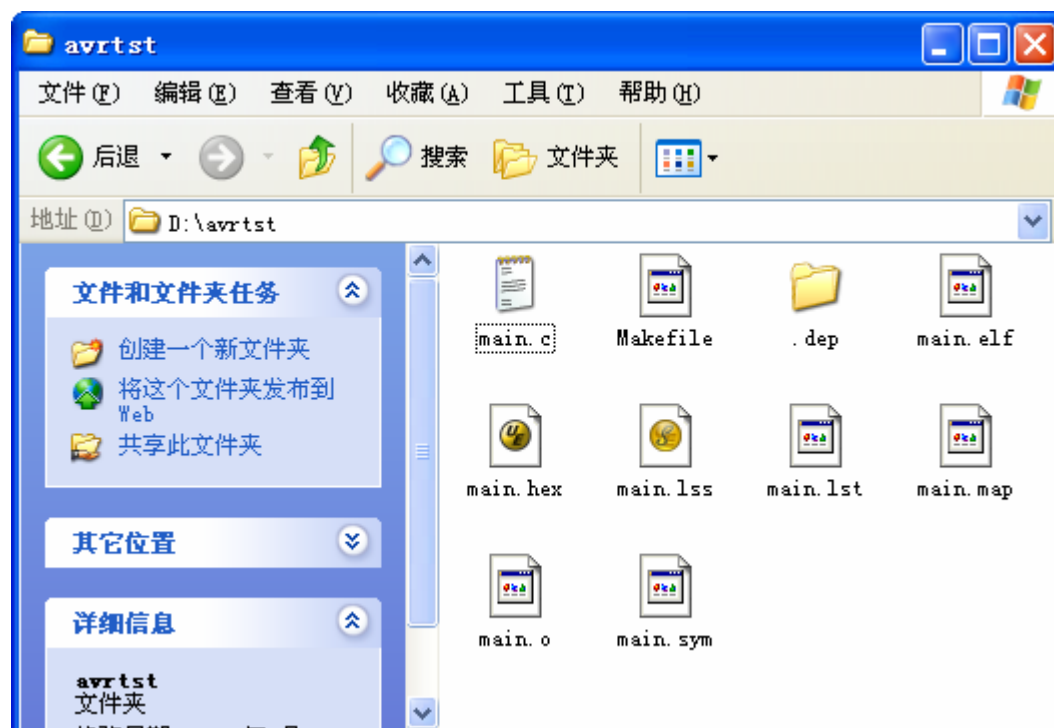 avrtst
文件(F) 编辑(E) 查看(V) 收藏(A) 工具(T) 帮助(H)
后退 搜索 文件夹
地址(D) D:\avrtst
文件和文件夹任务
创建一个新文件夹
将这个文件夹发布到
Web
共享此文件夹
其它位置
详细信息
avrtst
文件夹
main.c Makefile .dep main.elf
main.hex main.lss main.lst main.map
main.o main.sym